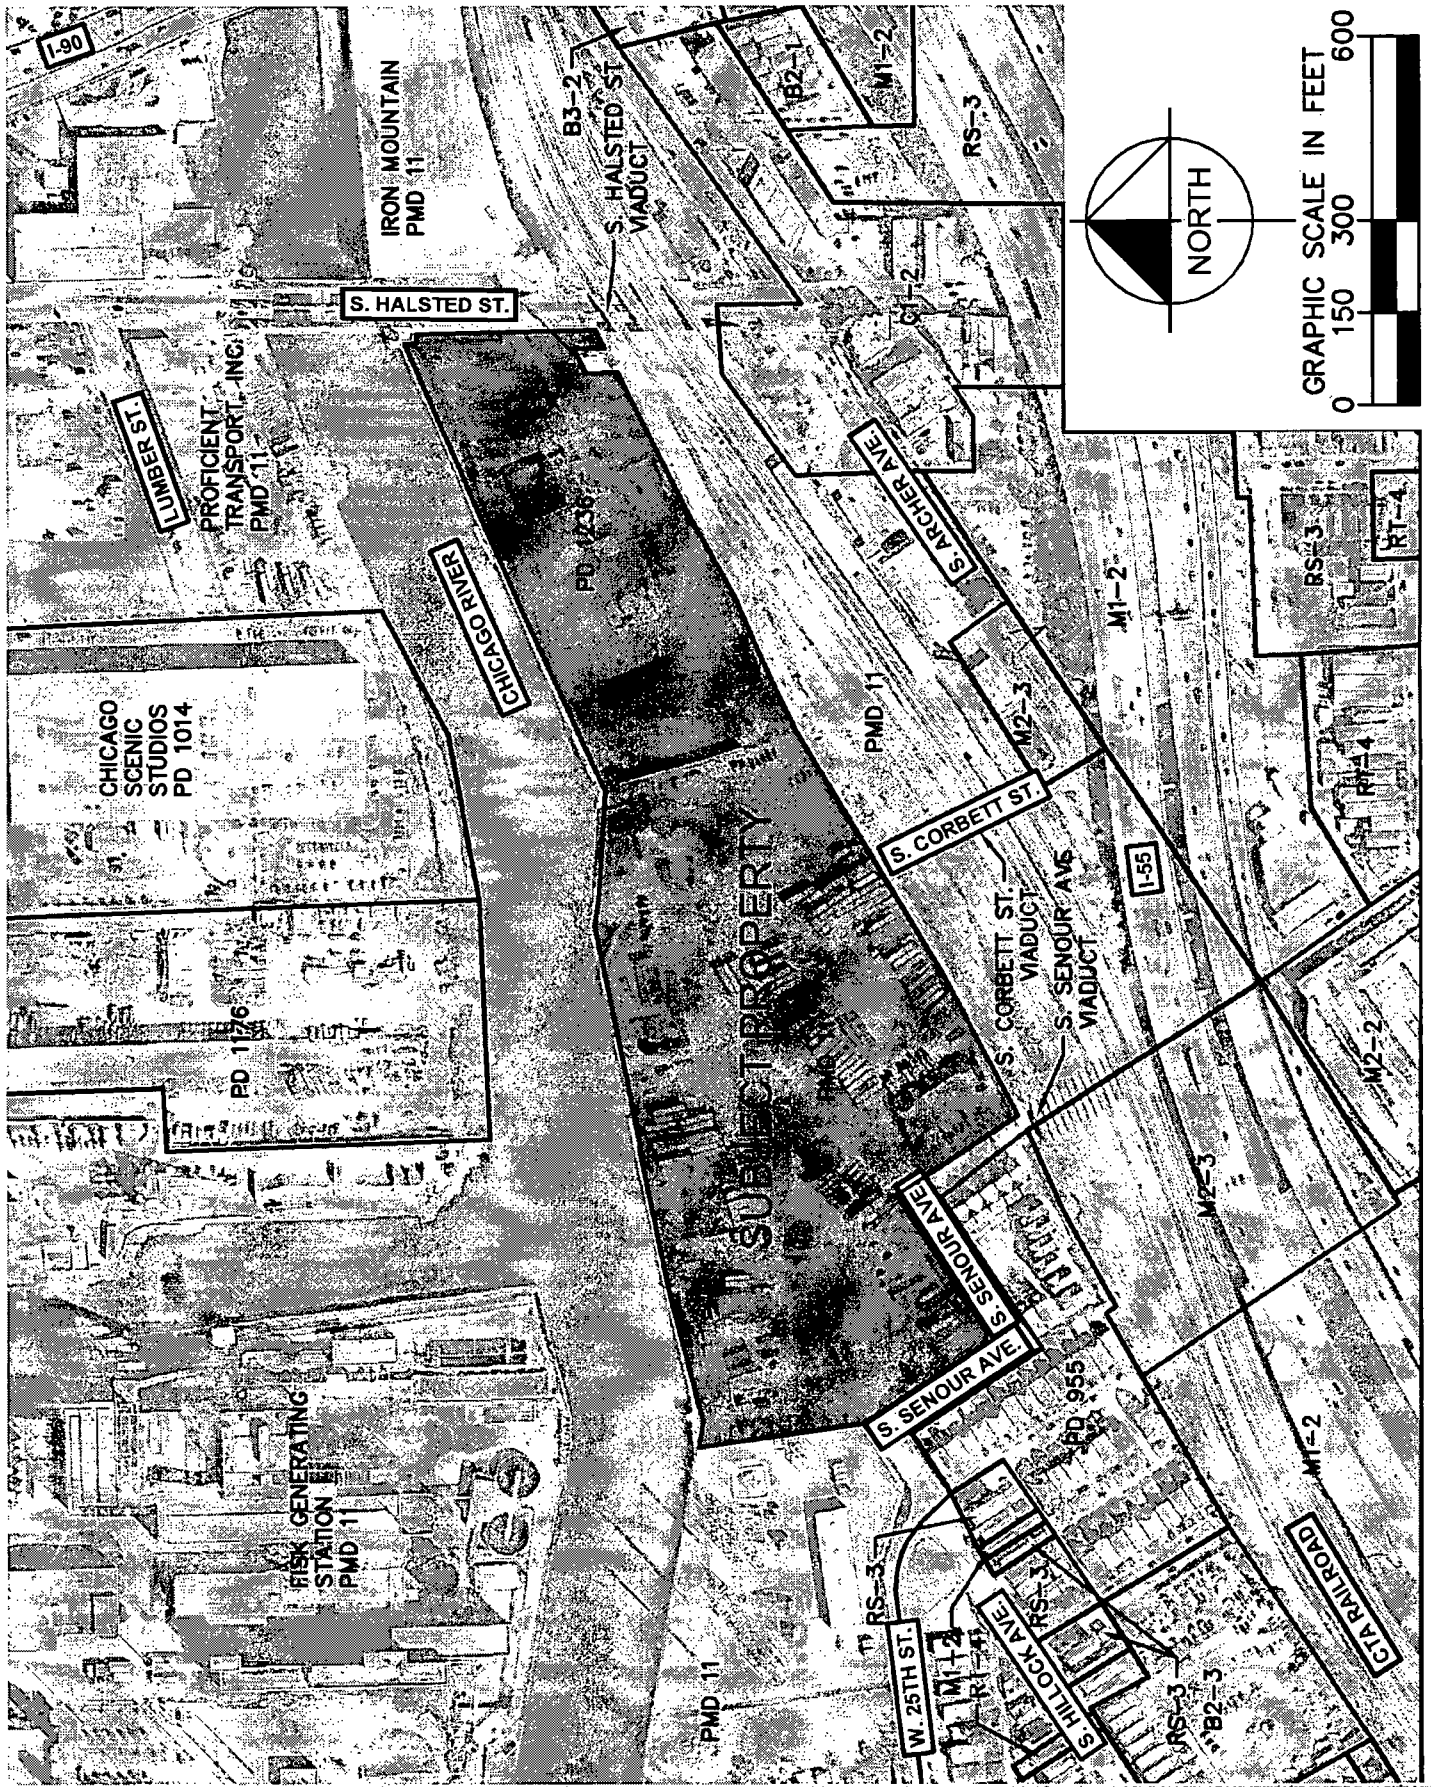 I-90
IRON MOUNTAIN
PMD 11
B3-2
S. HALSTED ST.
VIADUCT
B2-1
M1-2
RS-3
S. HALSTED ST.
LUMBER ST.
PROFICIENT
TRANSPORT, INC.
PMD 11
CHICAGO RIVER
PD 1236
C1-2
NORTH
GRAPHIC SCALE IN FEET
0 150 300 600
S. ARCHER AVE.
CHICAGO
SCENIC
STUDIOS
PD 1014
PMD 11
M2-3
M1-2
RS-3
RT-4
RT-4
S. CORBETT ST.
I-55
SUBJECT PROPERTY
PD 1176
S. CORBETT ST.
VIADUCT
S. SENOUR AVE
VIADUCT
M2-2
M2-3
S. SENOUR AVE
S. SENOUR AVE.
FISK GENERATING
STATION
PMD 11
PD 955
M1-2
RS-3
W. 25TH ST.
M1-2
RS-3
S. HILLOCK AVE
PMD 11
RS-3
B2-3
CTA RAILROAD